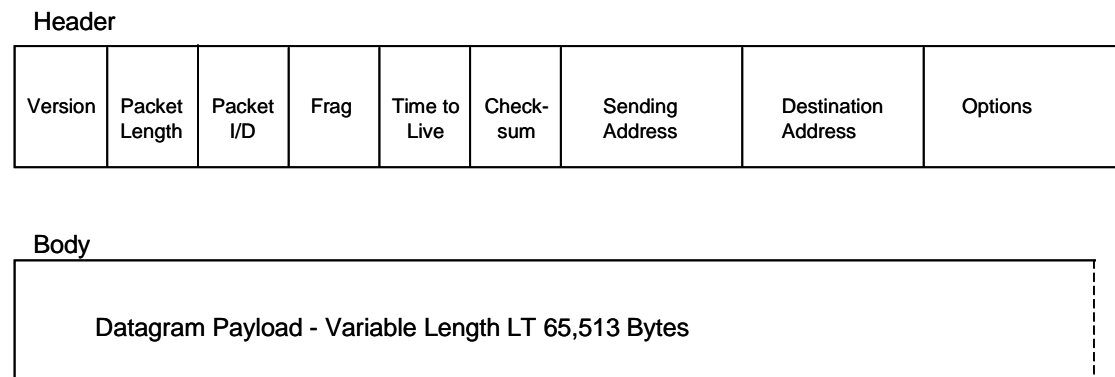 Header
Version
Packet
Length
Packet
I/D
Frag
Time to
Live
Check-
sum
Sending
Address
Destination
Address
Options
Body
Datagram Payload - Variable Length LT 65,513 Bytes